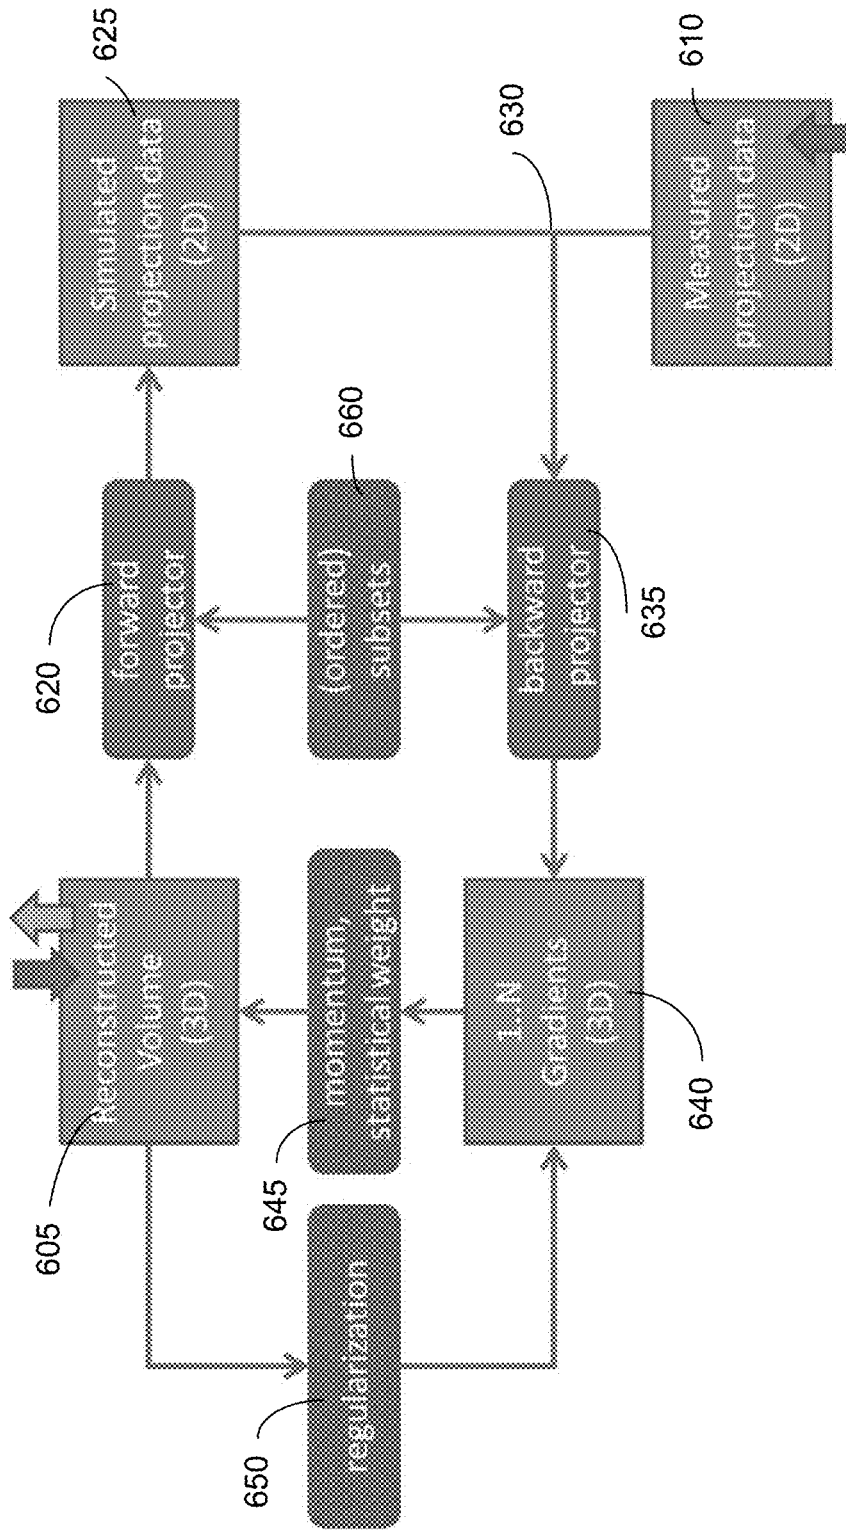 605
Reconstructed
Volume
(3D)
620
forward
projector
625
Simulated
projection data
(2D)
650
regularization
645
momentum,
statistical weight
(ordered)
subsets
660
630
1..N
Gradients
(3D)
640
backward
projector
635
610
Measured
projection data
(2D)